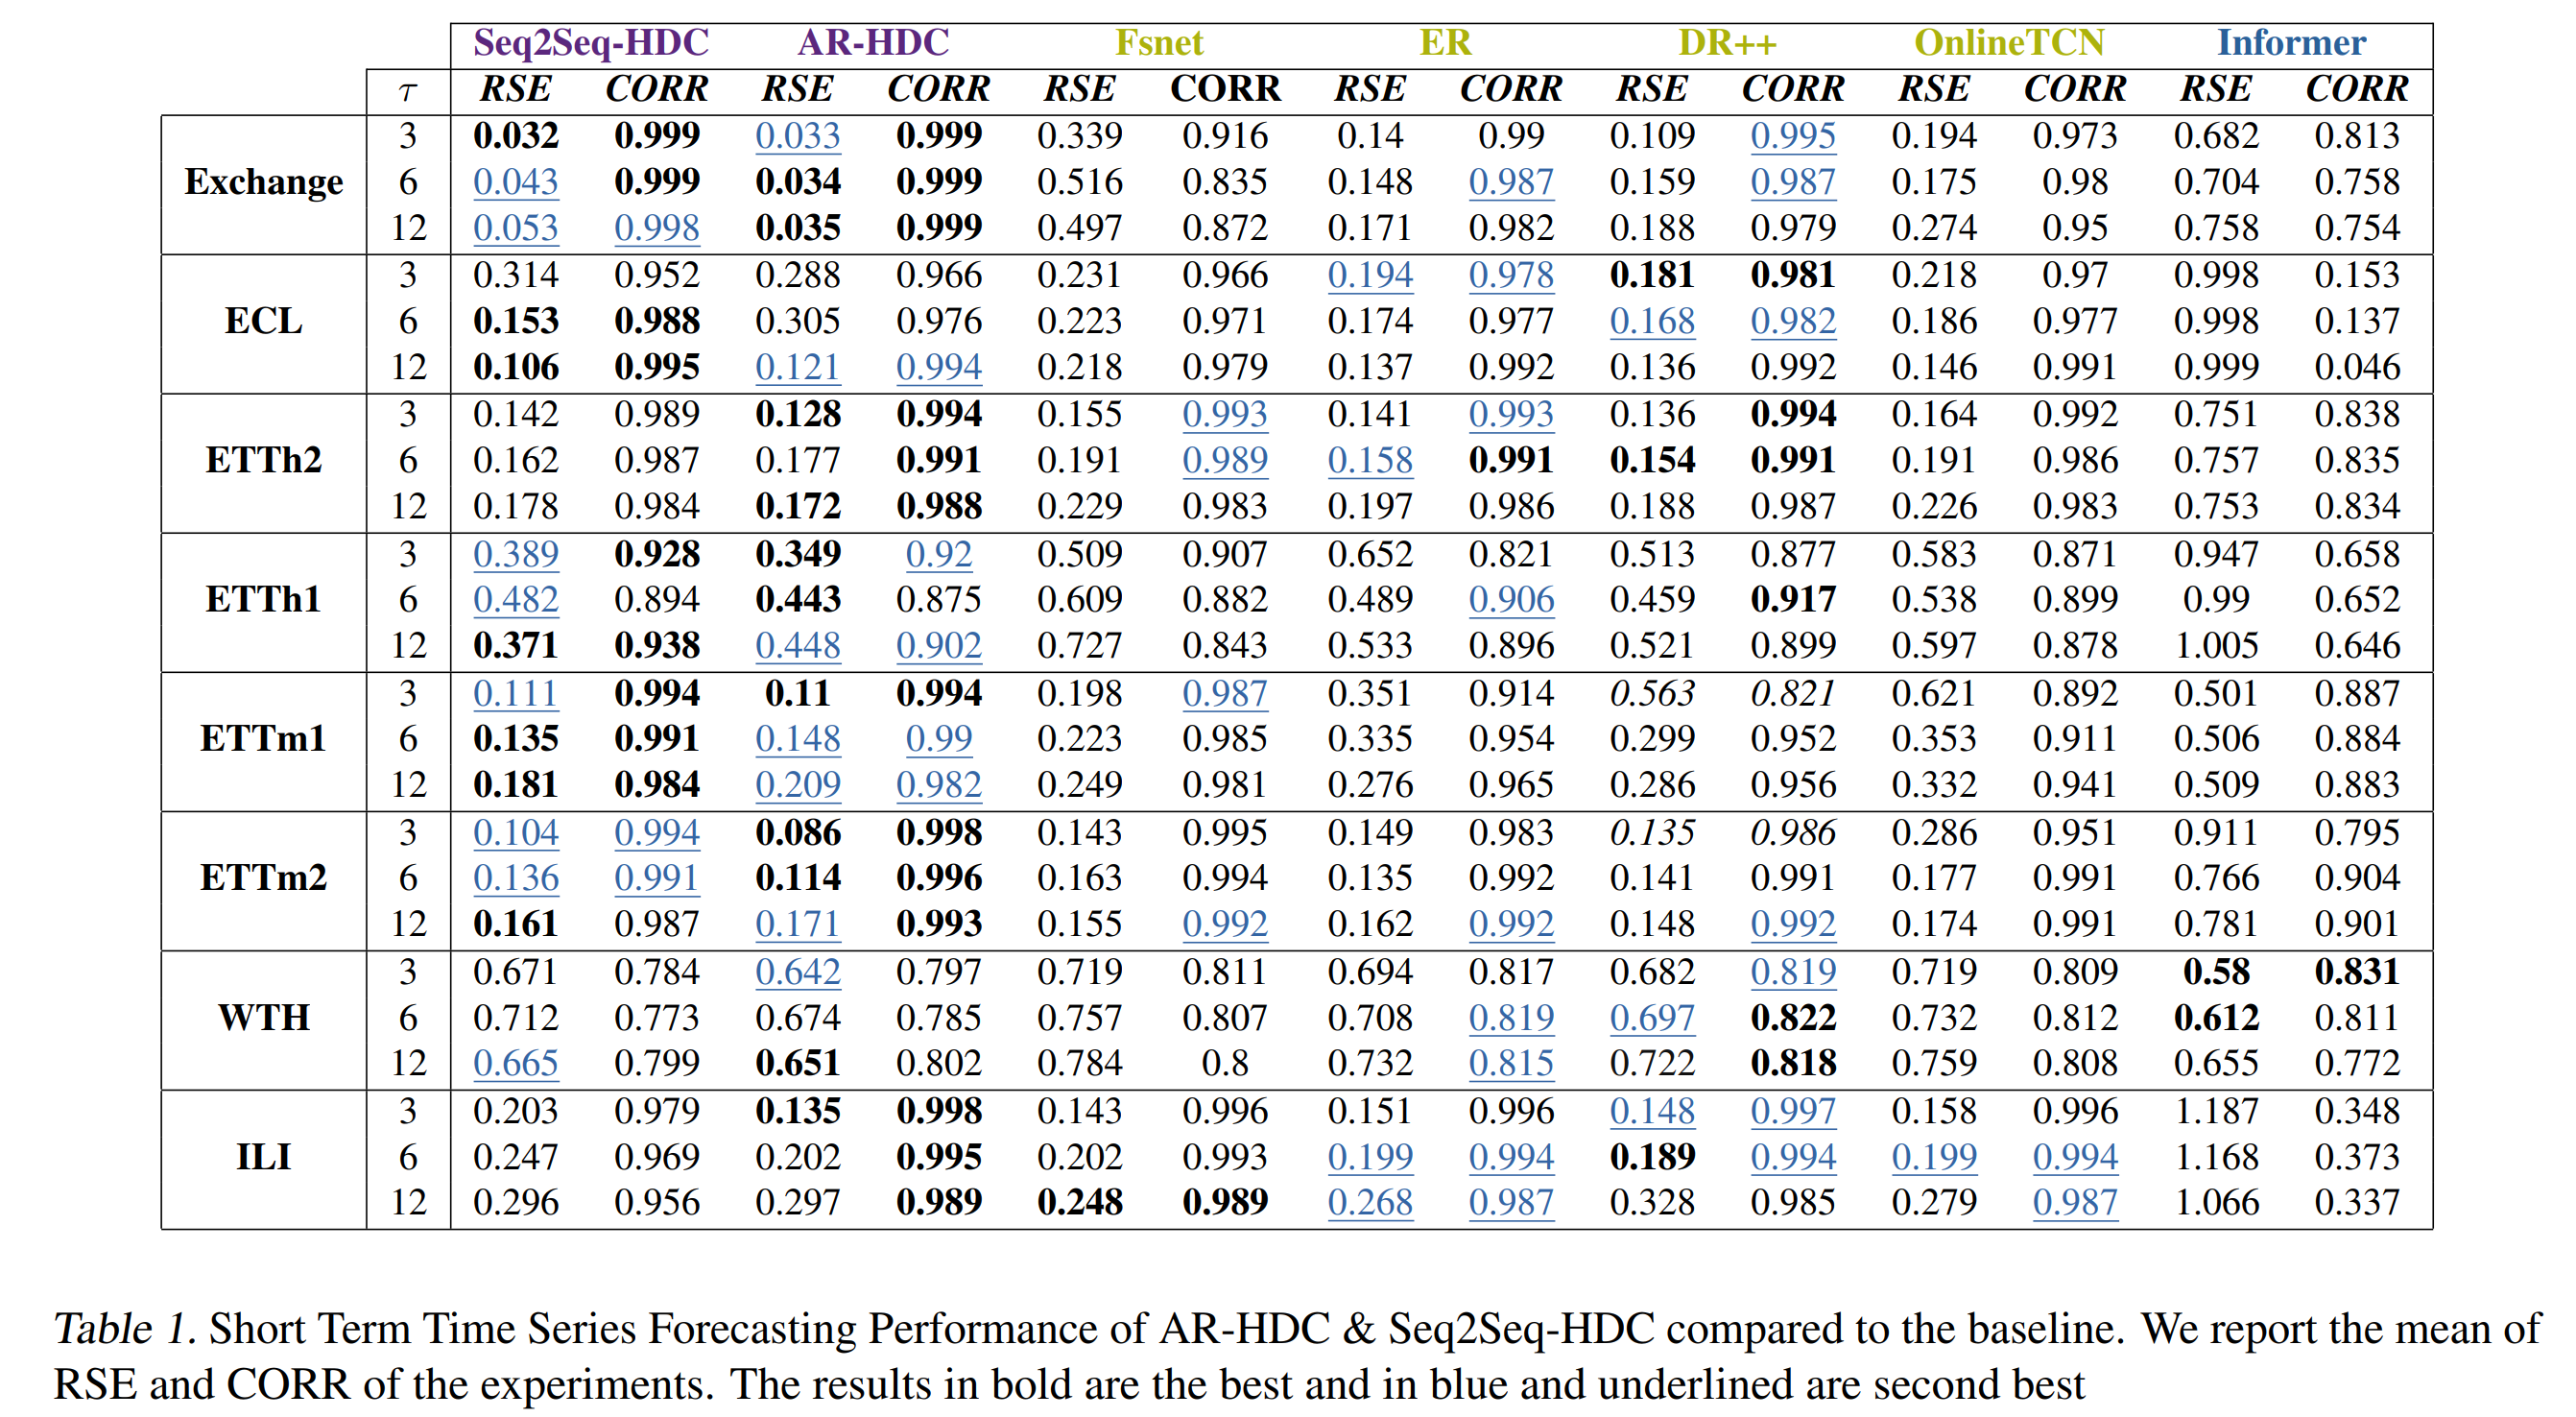 Seq2Seq-HDC AR-HDC Fsnet ER DR++ OnlineTCN Informer
τ RSE CORR RSE CORR RSE CORR RSE CORR RSE CORR RSE CORR RSE CORR
3 0.032 0.999 0.033 0.999 0.339 0.916 0.14 0.99 0.109 0.995 0.194 0.973 0.682 0.813
Exchange 6 0.043 0.999 0.034 0.999 0.516 0.835 0.148 0.987 0.159 0.987 0.175 0.98 0.704 0.758
12 0.053 0.998 0.035 0.999 0.497 0.872 0.171 0.982 0.188 0.979 0.274 0.95 0.758 0.754
3 0.314 0.952 0.288 0.966 0.231 0.966 0.194 0.978 0.181 0.981 0.218 0.97 0.998 0.153
ECL 6 0.153 0.988 0.305 0.976 0.223 0.971 0.174 0.977 0.168 0.982 0.186 0.977 0.998 0.137
12 0.106 0.995 0.121 0.994 0.218 0.979 0.137 0.992 0.136 0.992 0.146 0.991 0.999 0.046
3 0.142 0.989 0.128 0.994 0.155 0.993 0.141 0.993 0.136 0.994 0.164 0.992 0.751 0.838
ETTh2 6 0.162 0.987 0.177 0.991 0.191 0.989 0.158 0.991 0.154 0.991 0.191 0.986 0.757 0.835
12 0.178 0.984 0.172 0.988 0.229 0.983 0.197 0.986 0.188 0.987 0.226 0.983 0.753 0.834
3 0.389 0.928 0.349 0.92 0.509 0.907 0.652 0.821 0.513 0.877 0.583 0.871 0.947 0.658
ETTh1 6 0.482 0.894 0.443 0.875 0.609 0.882 0.489 0.906 0.459 0.917 0.538 0.899 0.99 0.652
12 0.371 0.938 0.448 0.902 0.727 0.843 0.533 0.896 0.521 0.899 0.597 0.878 1.005 0.646
3 0.111 0.994 0.11 0.994 0.198 0.987 0.351 0.914 0.563 0.821 0.621 0.892 0.501 0.887
ETTm1 6 0.135 0.991 0.148 0.99 0.223 0.985 0.335 0.954 0.299 0.952 0.353 0.911 0.506 0.884
12 0.181 0.984 0.209 0.982 0.249 0.981 0.276 0.965 0.286 0.956 0.332 0.941 0.509 0.883
3 0.104 0.994 0.086 0.998 0.143 0.995 0.149 0.983 0.135 0.986 0.286 0.951 0.911 0.795
ETTm2 6 0.136 0.991 0.114 0.996 0.163 0.994 0.135 0.992 0.141 0.991 0.177 0.991 0.766 0.904
12 0.161 0.987 0.171 0.993 0.155 0.992 0.162 0.992 0.148 0.992 0.174 0.991 0.781 0.901
3 0.671 0.784 0.642 0.797 0.719 0.811 0.694 0.817 0.682 0.819 0.719 0.809 0.58 0.831
WTH 6 0.712 0.773 0.674 0.785 0.757 0.807 0.708 0.819 0.697 0.822 0.732 0.812 0.612 0.811
12 0.665 0.799 0.651 0.802 0.784 0.8 0.732 0.815 0.722 0.818 0.759 0.808 0.655 0.772
3 0.203 0.979 0.135 0.998 0.143 0.996 0.151 0.996 0.148 0.997 0.158 0.996 1.187 0.348
ILI 6 0.247 0.969 0.202 0.995 0.202 0.993 0.199 0.994 0.189 0.994 0.199 0.994 1.168 0.373
12 0.296 0.956 0.297 0.989 0.248 0.989 0.268 0.987 0.328 0.985 0.279 0.987 1.066 0.337
Table 1. Short Term Time Series Forecasting Performance of AR-HDC & Seq2Seq-HDC compared to the baseline. We report the mean of
RSE and CORR of the experiments. The results in bold are the best and in blue and underlined are second best